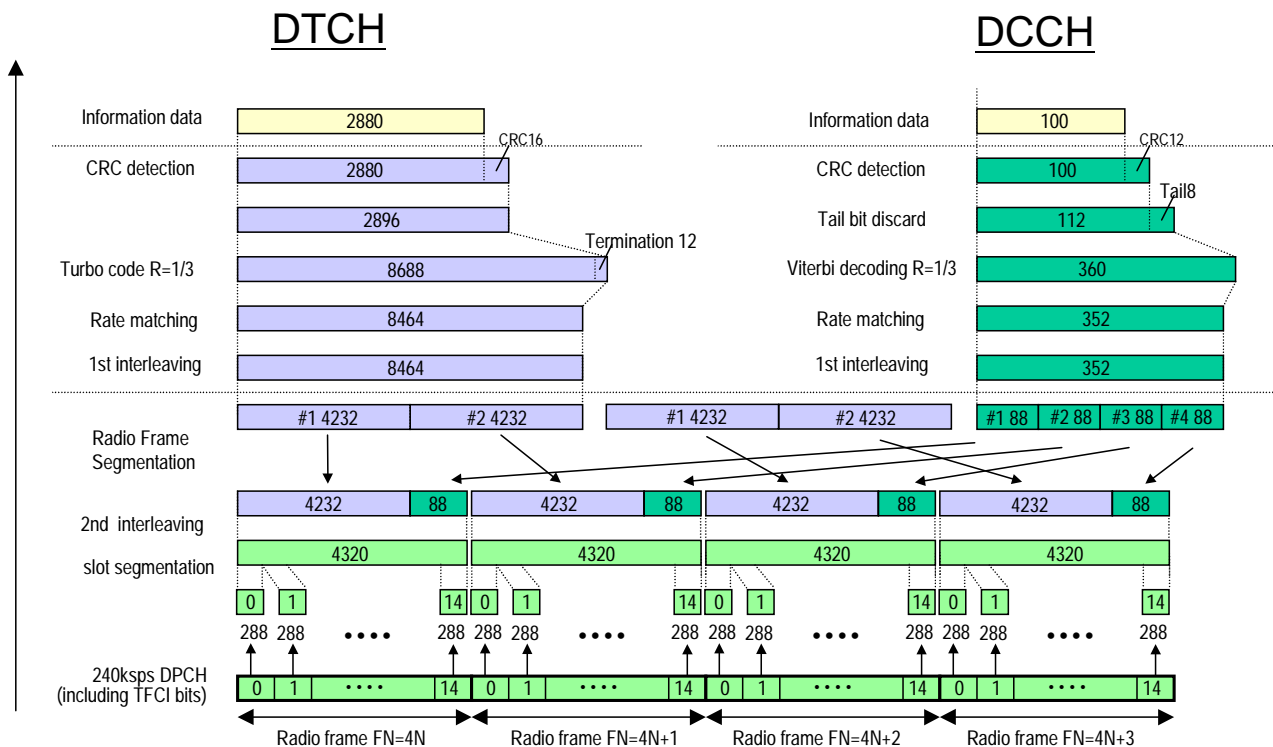 DTCH
DCCH
Information data
2880
Information data
100
CRC16
CRC12
CRC detection
2880
CRC detection
100
Tail8
2896
Tail bit discard
112
Termination 12
Turbo code R=1/3
8688
Viterbi decoding R=1/3
360
Rate matching
8464
Rate matching
352
1st interleaving
8464
1st interleaving
352
#1 4232
#2 4232
#1 4232
#2 4232
#1 88
#2 88
#3 88
#4 88
Radio Frame
Segmentation
4232
88
4232
88
4232
88
4232
88
2nd interleaving
4320
4320
4320
4320
slot segmentation
0
1
14
0
1
14
0
1
14
0
1
14
288
288
••••
288
288
288
••••
288
288
288
••••
288
288
288
••••
288
240ksps DPCH
(including TFCI bits)
0
1
••••
14
0
1
••••
14
0
1
••••
14
0
1
••••
14
Radio frame FN=4N
Radio frame FN=4N+1
Radio frame FN=4N+2
Radio frame FN=4N+3